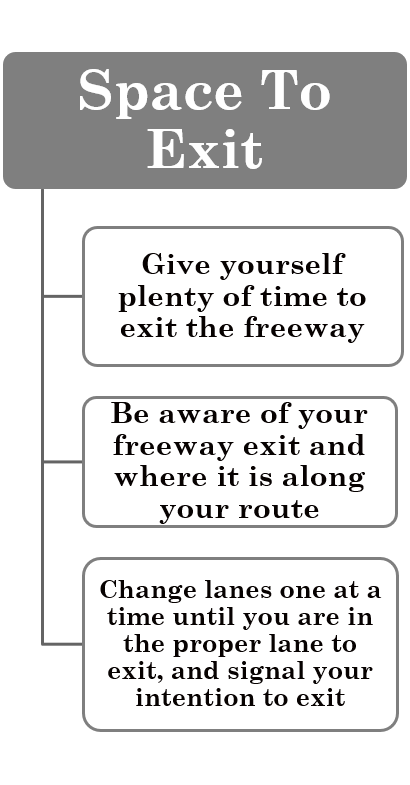 Space To
Exit
Give yourself
plenty of time to
exit the freeway
Be aware of your
freeway exit and
where it is along
your route
Change lanes one at a
time until you are in
the proper lane to
exit, and signal your
intention to exit